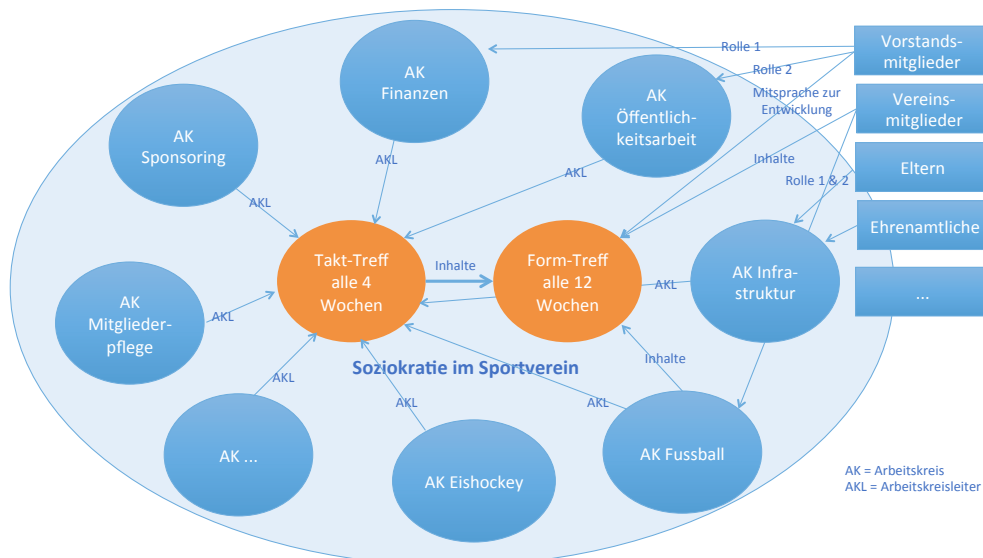 Vorstands-
mitglieder
Rolle 1
AK
Finanzen
Rolle 2
Mitsprache zur
Entwicklung
Vereins-
mitglieder
AK
Öffentlich-
keitsarbeit
AK
Sponsoring
AKL
Inhalte
Eltern
AKL
Rolle 1 & 2
AKL
Ehrenamtliche
Takt-Treff
alle 4
Wochen
Inhalte
Form-Treff
alle 12
Wochen
AKL
AK Infra-
struktur
...
AK
Mitglieder-
pflege
AKL
Soziokratie im Sportverein
Inhalte
AKL
AKL
AKL
AK ...
AK Eishockey
AK Fussball
AK = Arbeitskreis
AKL = Arbeitskreisleiter